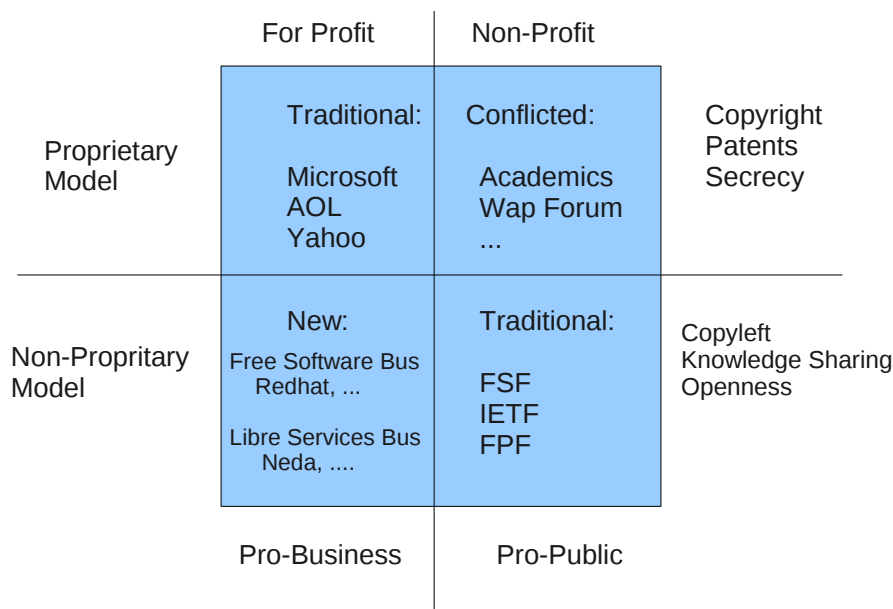 For Profit
Non-Profit
Proprietary
Model
Traditional:
Microsoft
AOL
Yahoo
Conflicted:
Academics
Wap Forum
...
Copyright
Patents
Secrecy
Non-Propritary
Model
New:
Free Software Bus
Redhat, ...
Libre Services Bus
Neda, ....
Traditional:
FSF
IETF
FPF
Copyleft
Knowledge Sharing
Openness
Pro-Business
Pro-Public